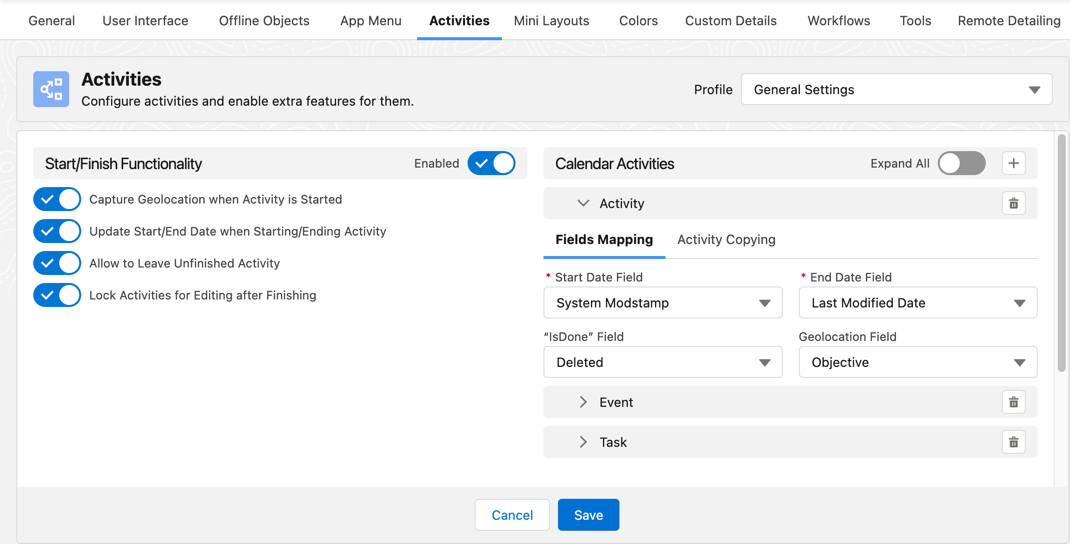 General User Interface Offline Objects App Menu Activities Mini Layouts Colors Custom Details Workflows Tools Remote Detailing
Activities
Configure activities and enable extra features for them.
Profile General Settings
Start/Finish Functionality Enabled
Capture Geolocation when Activity is Started
Update Start/End Date when Starting/Ending Activity
Allow to Leave Unfinished Activity
Lock Activities for Editing after Finishing
Calendar Activities Expand All
Activity
Fields Mapping Activity Copying
* Start Date Field * End Date Field
System Modstamp Last Modified Date
“IsDone” Field Geolocation Field
Deleted Objective
Event
Task
Cancel Save